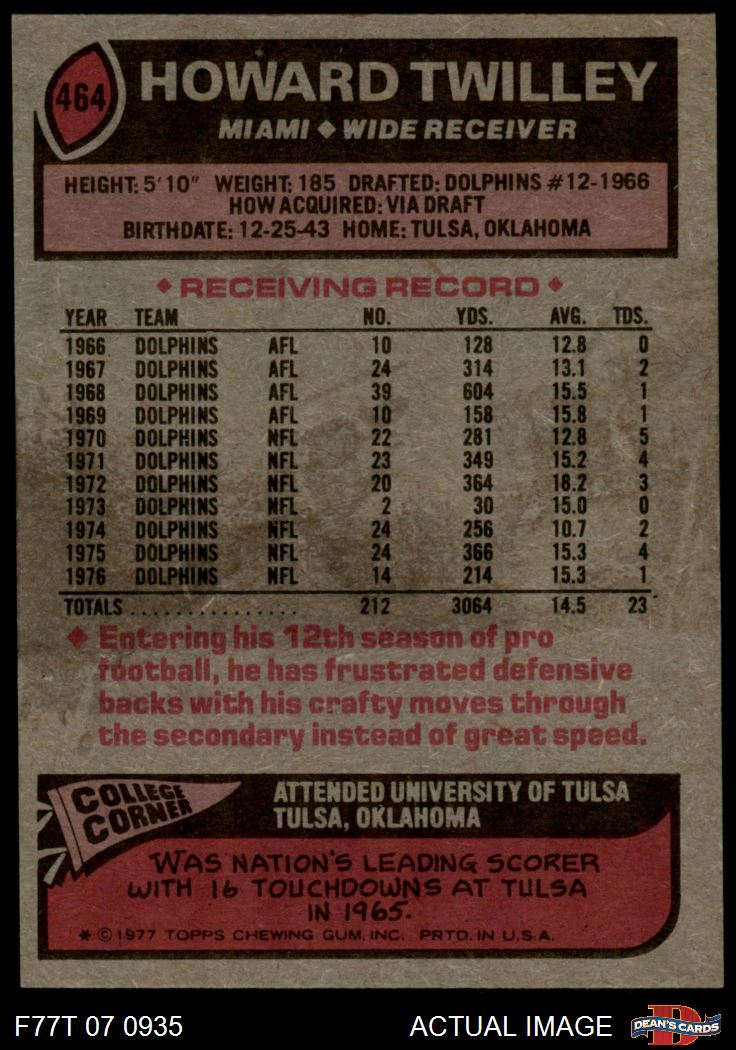 464
HOWARD TWILLEY
MIAMI ◆ WIDE RECEIVER
HEIGHT: 5'10" WEIGHT: 185 DRAFTED: DOLPHINS #12-1966
HOW ACQUIRED: VIA DRAFT
BIRTHDATE: 12-25-43 HOME: TULSA, OKLAHOMA
◆ RECEIVING RECORD ◆
YEAR TEAM NO. YDS. AVG. TDS.
1966 DOLPHINS AFL 10 128 12.8 0
1967 DOLPHINS AFL 24 314 13.1 2
1968 DOLPHINS AFL 39 604 15.5 1
1969 DOLPHINS AFL 10 158 15.8 1
1970 DOLPHINS NFL 22 281 12.8 5
1971 DOLPHINS NFL 23 349 15.2 4
1972 DOLPHINS NFL 20 364 18.2 3
1973 DOLPHINS NFL 2 30 15.0 0
1974 DOLPHINS NFL 24 256 10.7 2
1975 DOLPHINS NFL 24 366 15.3 4
1976 DOLPHINS NFL 14 214 15.3 1
TOTALS ................ 212 3064 14.5 23
◆ Entering his 12th season of pro
football, he has frustrated defensive
backs with his crafty moves through
the secondary instead of great speed.
COLLEGE
CORNER
ATTENDED UNIVERSITY OF TULSA
TULSA, OKLAHOMA
WAS NATION'S LEADING SCORER
WITH 16 TOUCHDOWNS AT TULSA
IN 1965.
* © 1977 TOPPS CHEWING GUM, INC. PRTD. IN U.S.A.
F77T 07 0935 ACTUAL IMAGE D DEAN'S CARDS